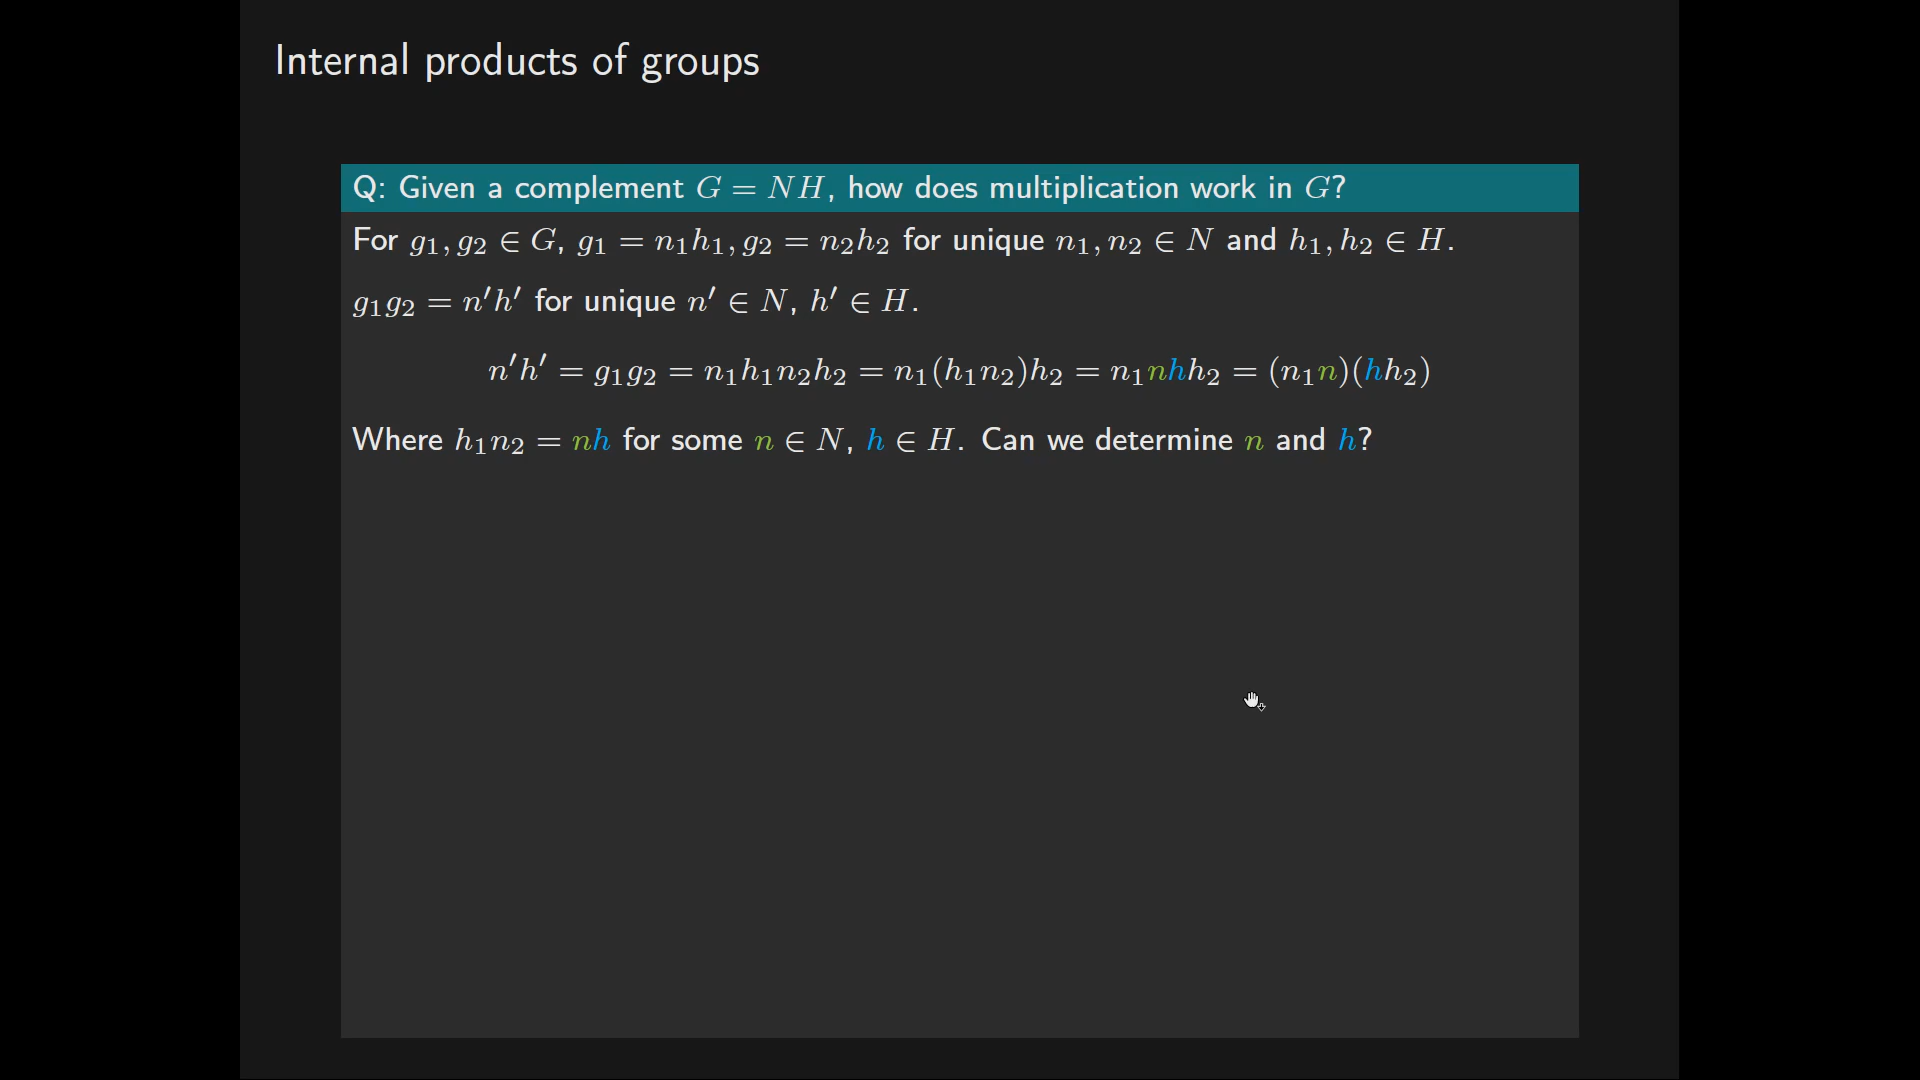 Internal products of groups
Q: Given a complement G = NH, how does multiplication work in G?
For g₁, g₂ ∈ G, g₁ = n₁h₁, g₂ = n₂h₂ for unique n₁, n₂ ∈ N and h₁, h₂ ∈ H.
g₁g₂ = n′h′ for unique n′ ∈ N, h′ ∈ H.
n′h′ = g₁g₂ = n₁h₁n₂h₂ = n₁(h₁n₂)h₂ = n₁nhh₂ = (n₁n)(hh₂)
Where h₁n₂ = nh for some n ∈ N, h ∈ H. Can we determine n and h?